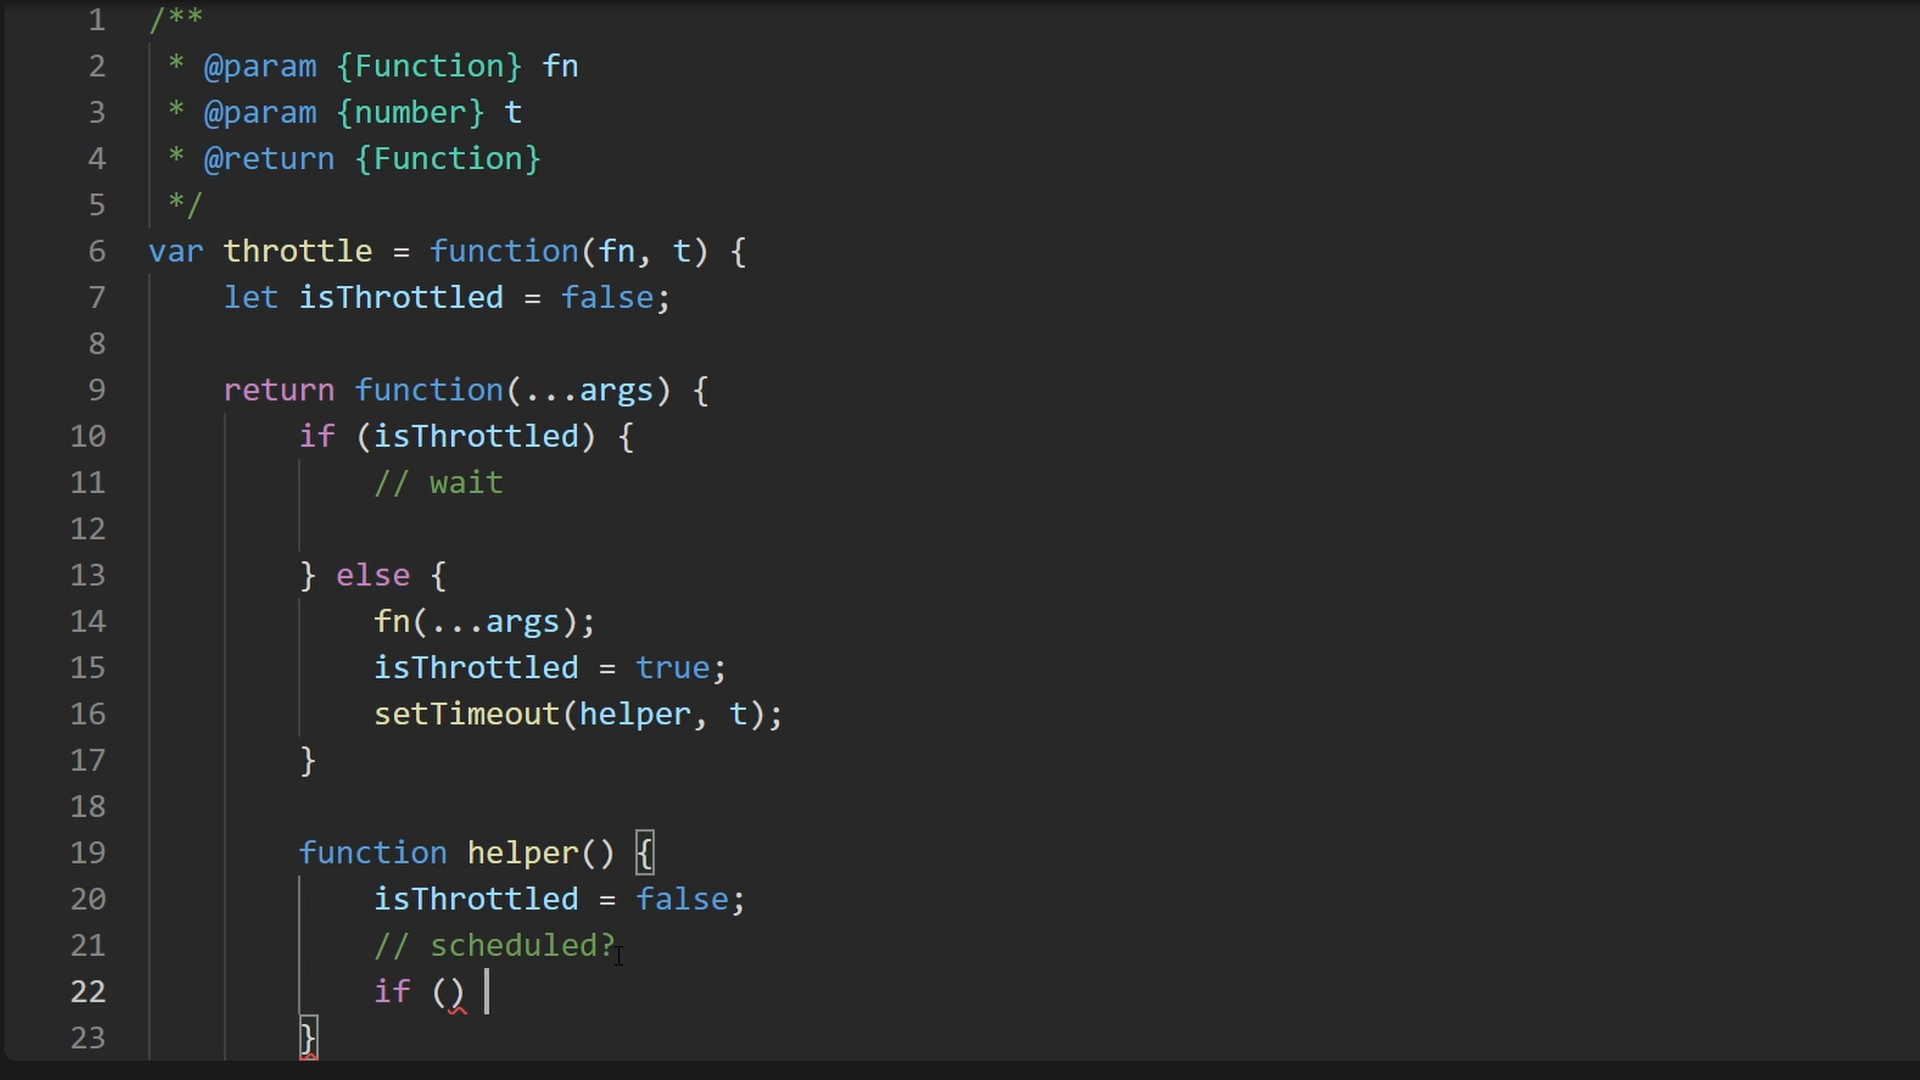 1 /**
2  * @param {Function} fn
3  * @param {number} t
4  * @return {Function}
5  */
6 var throttle = function(fn, t) {
7     let isThrottled = false;
8
9     return function(...args) {
10         if (isThrottled) {
11             // wait
12
13         } else {
14             fn(...args);
15             isThrottled = true;
16             setTimeout(helper, t);
17         }
18
19         function helper() {
20             isThrottled = false;
21             // scheduled?
22             if ()
23         }